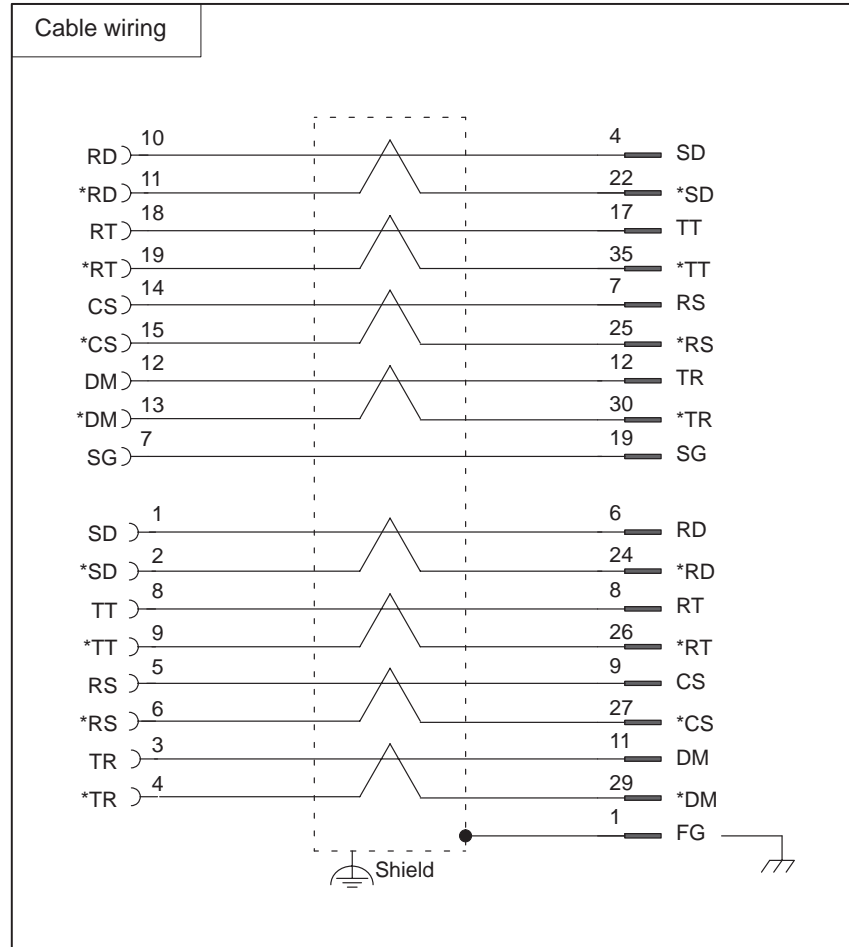 Cable wiring
RD 10 4 SD
*RD 11 22 *SD
RT 18 17 TT
*RT 19 35 *TT
CS 14 7 RS
*CS 15 25 *RS
DM 12 12 TR
*DM 13 30 *TR
SG 7 19 SG
SD 1 6 RD
*SD 2 24 *RD
TT 8 8 RT
*TT 9 26 *RT
RS 5 9 CS
*RS 6 27 *CS
TR 3 11 DM
*TR 4 29 *DM
1 FG
Shield